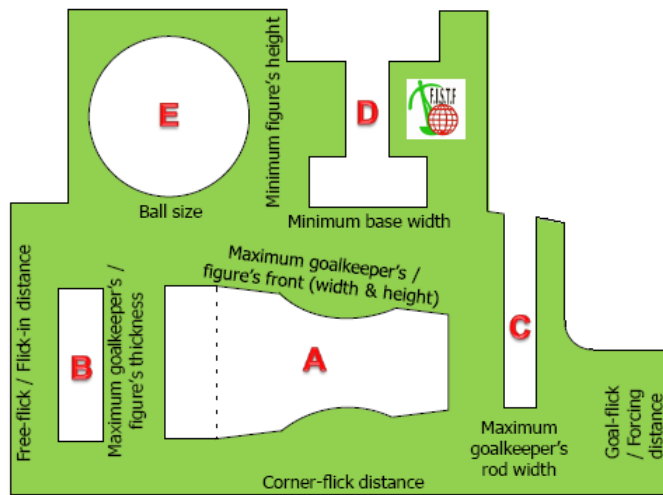 Minimum figure's height
E
D
F.I.S.T.F
Ball size
Minimum base width
Free-flick / Flick-in distance
Maximum goalkeeper's /
figure's thickness
Maximum goalkeeper's /
figure's front (width & height)
B
A
C
Maximum
goalkeeper's
rod width
Goal-flick
/ Forcing
distance
Corner-flick distance